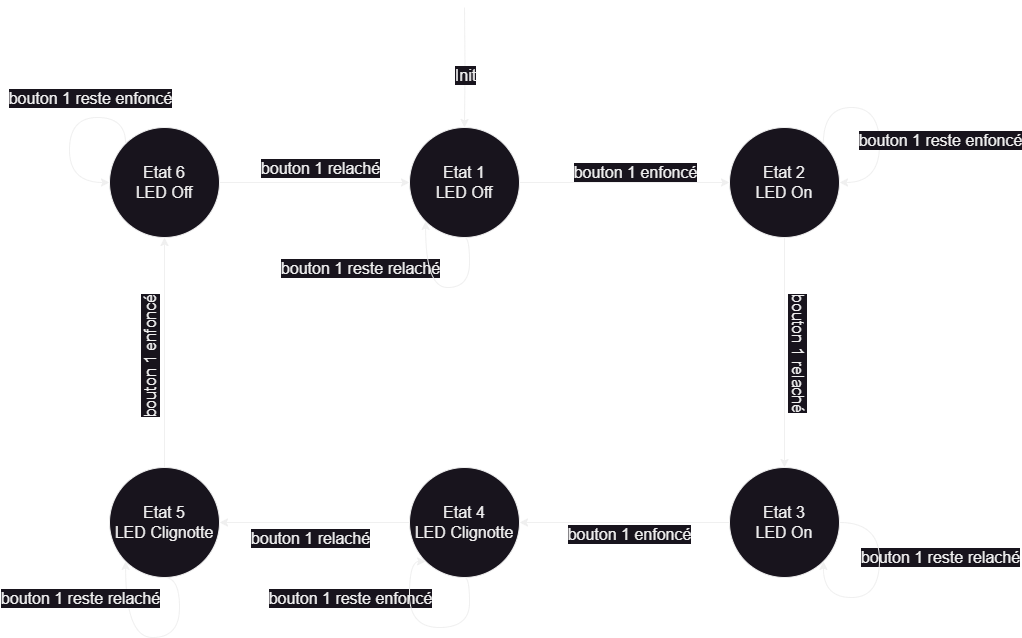 Init
bouton 1 reste enfoncé
bouton 1 reste enfoncé
Etat 6
LED Off
bouton 1 relaché
Etat 1
LED Off
bouton 1 enfoncé
Etat 2
LED On
bouton 1 reste relaché
bouton 1 enfoncé
bouton 1 relaché
Etat 5
LED Clignotte
bouton 1 relaché
Etat 4
LED Clignotte
bouton 1 enfoncé
Etat 3
LED On
bouton 1 reste relaché
bouton 1 reste relaché
bouton 1 reste enfoncé